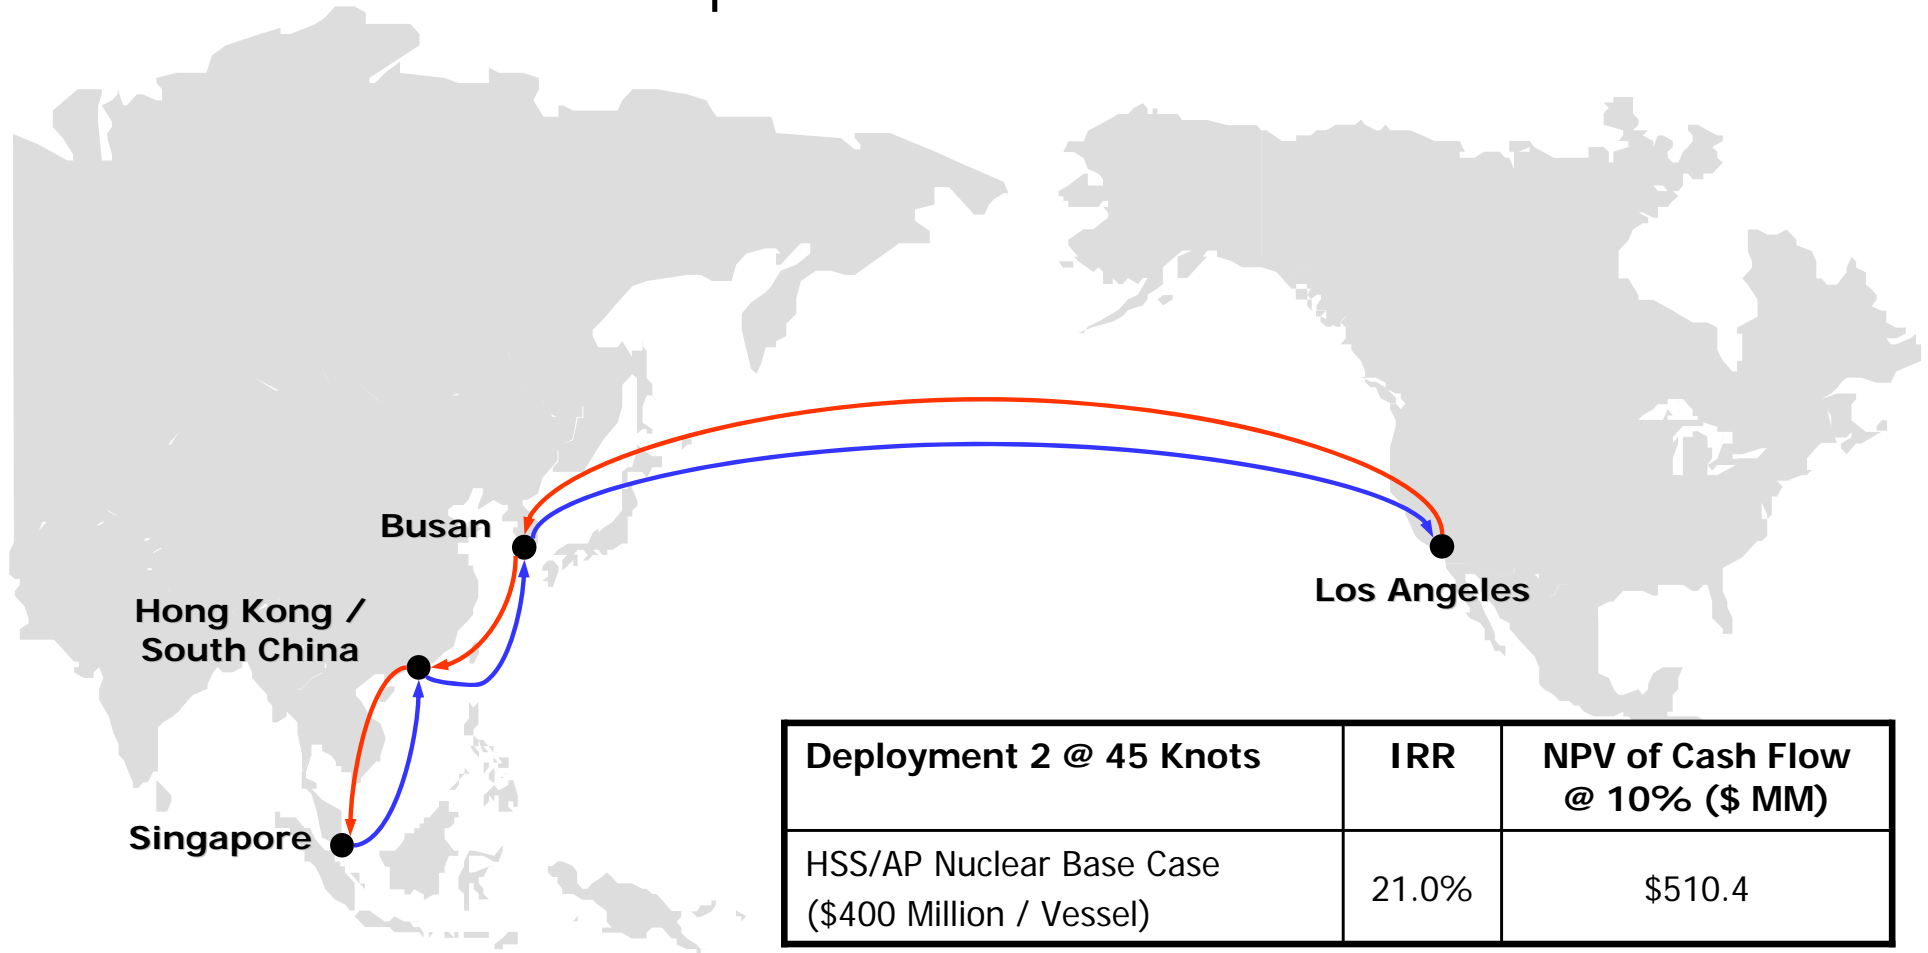 Busan
Los Angeles
Hong Kong /
South China
Singapore
Deployment 2 @ 45 Knots
IRR
NPV of Cash Flow
@ 10% ($ MM)
HSS/AP Nuclear Base Case
($400 Million / Vessel)
21.0%
$510.4